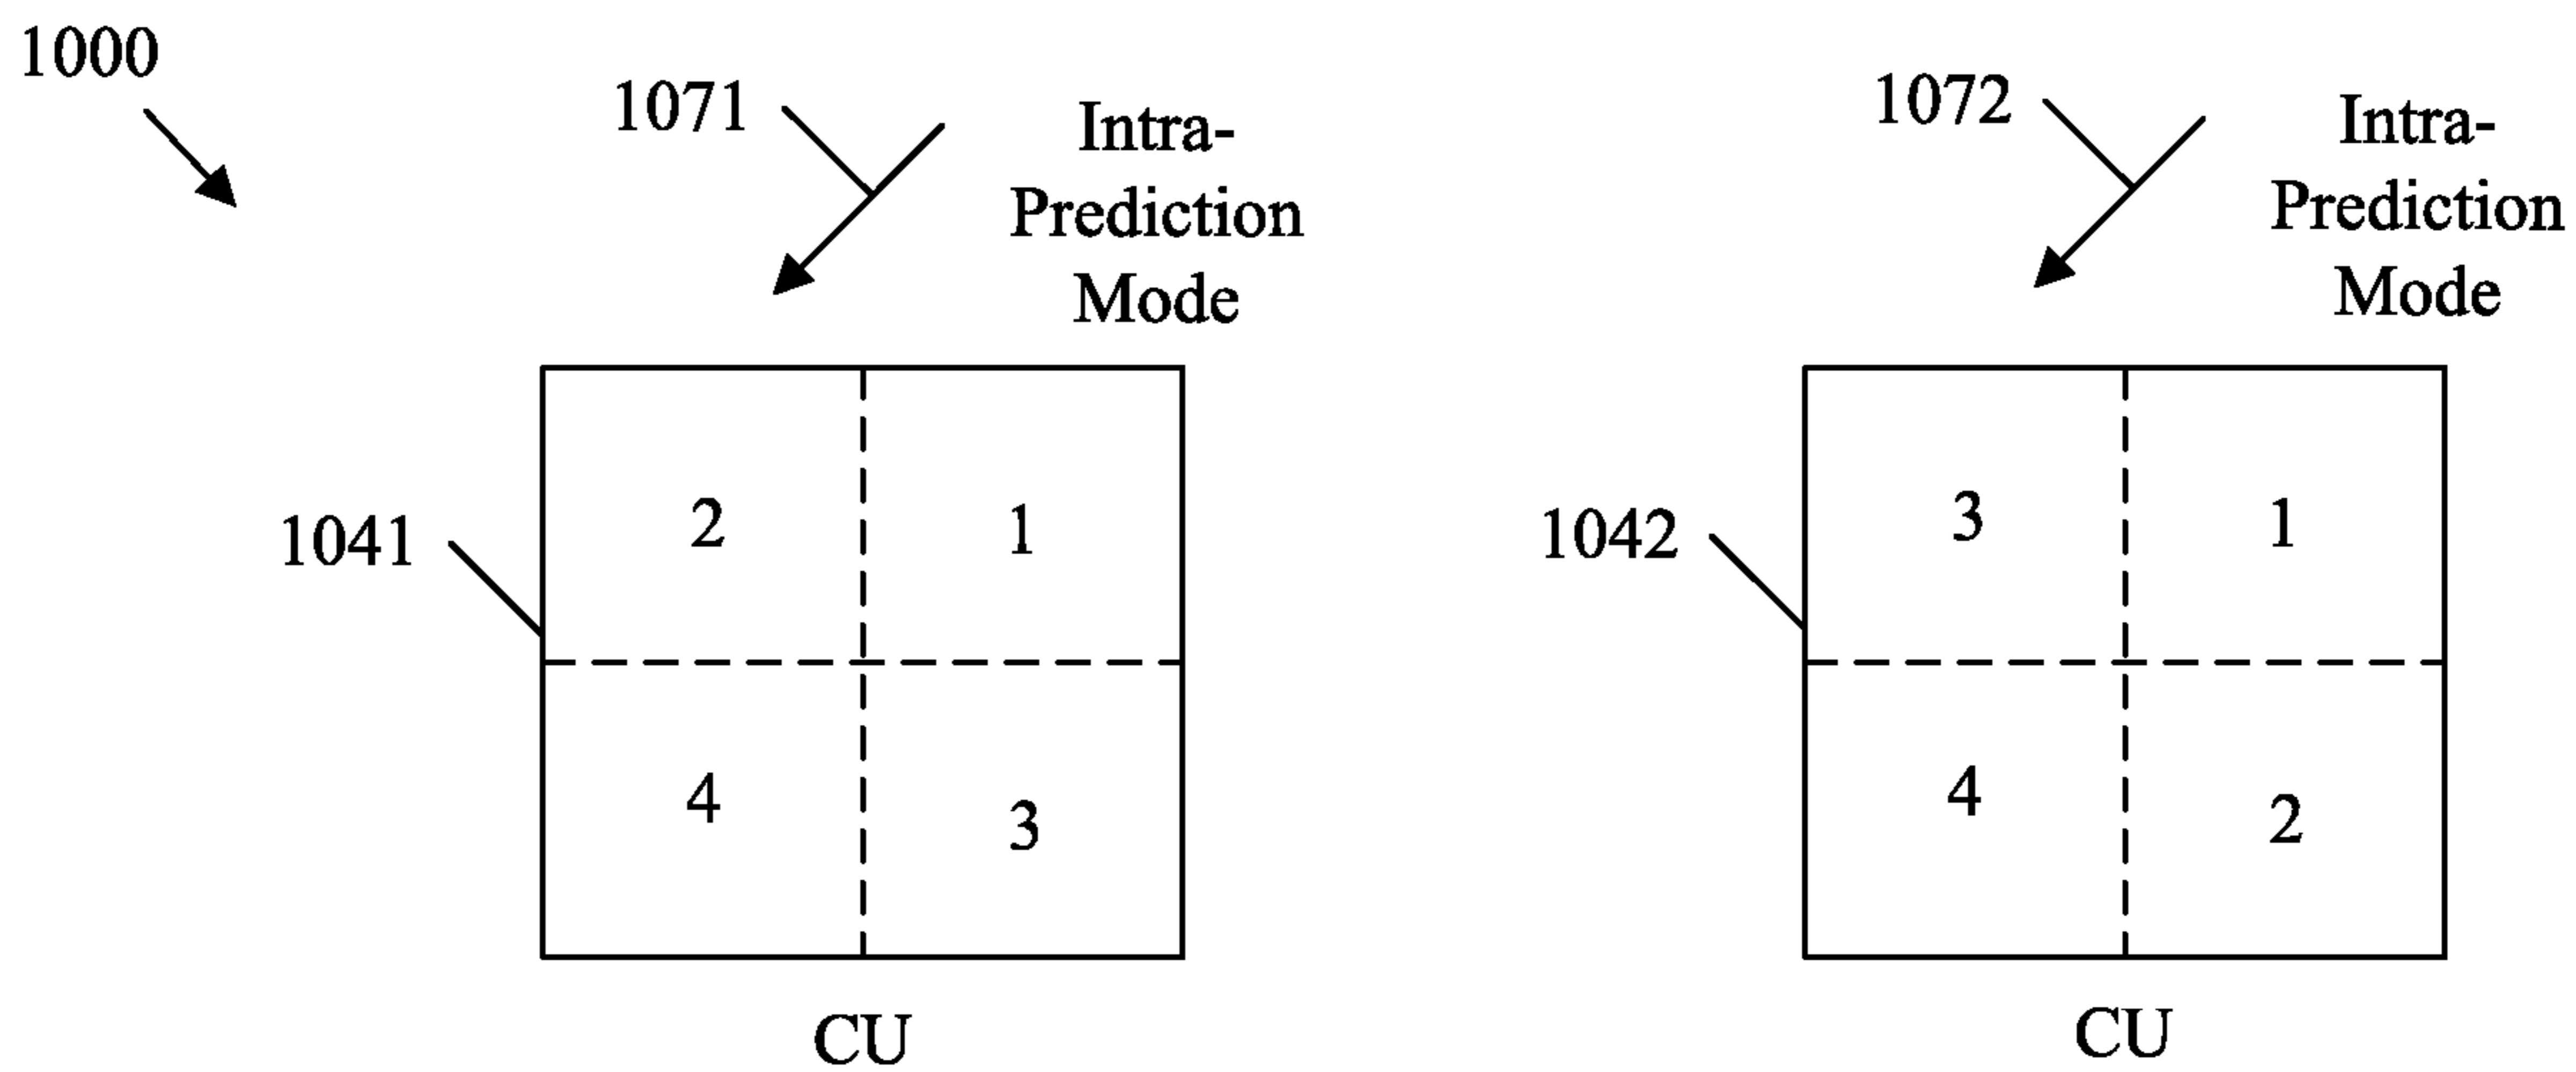 1000
1071
Intra-
Prediction
Mode
1072
Intra-
Prediction
Mode
1041
2 1
4 3
CU
1042
3 1
4 2
CU